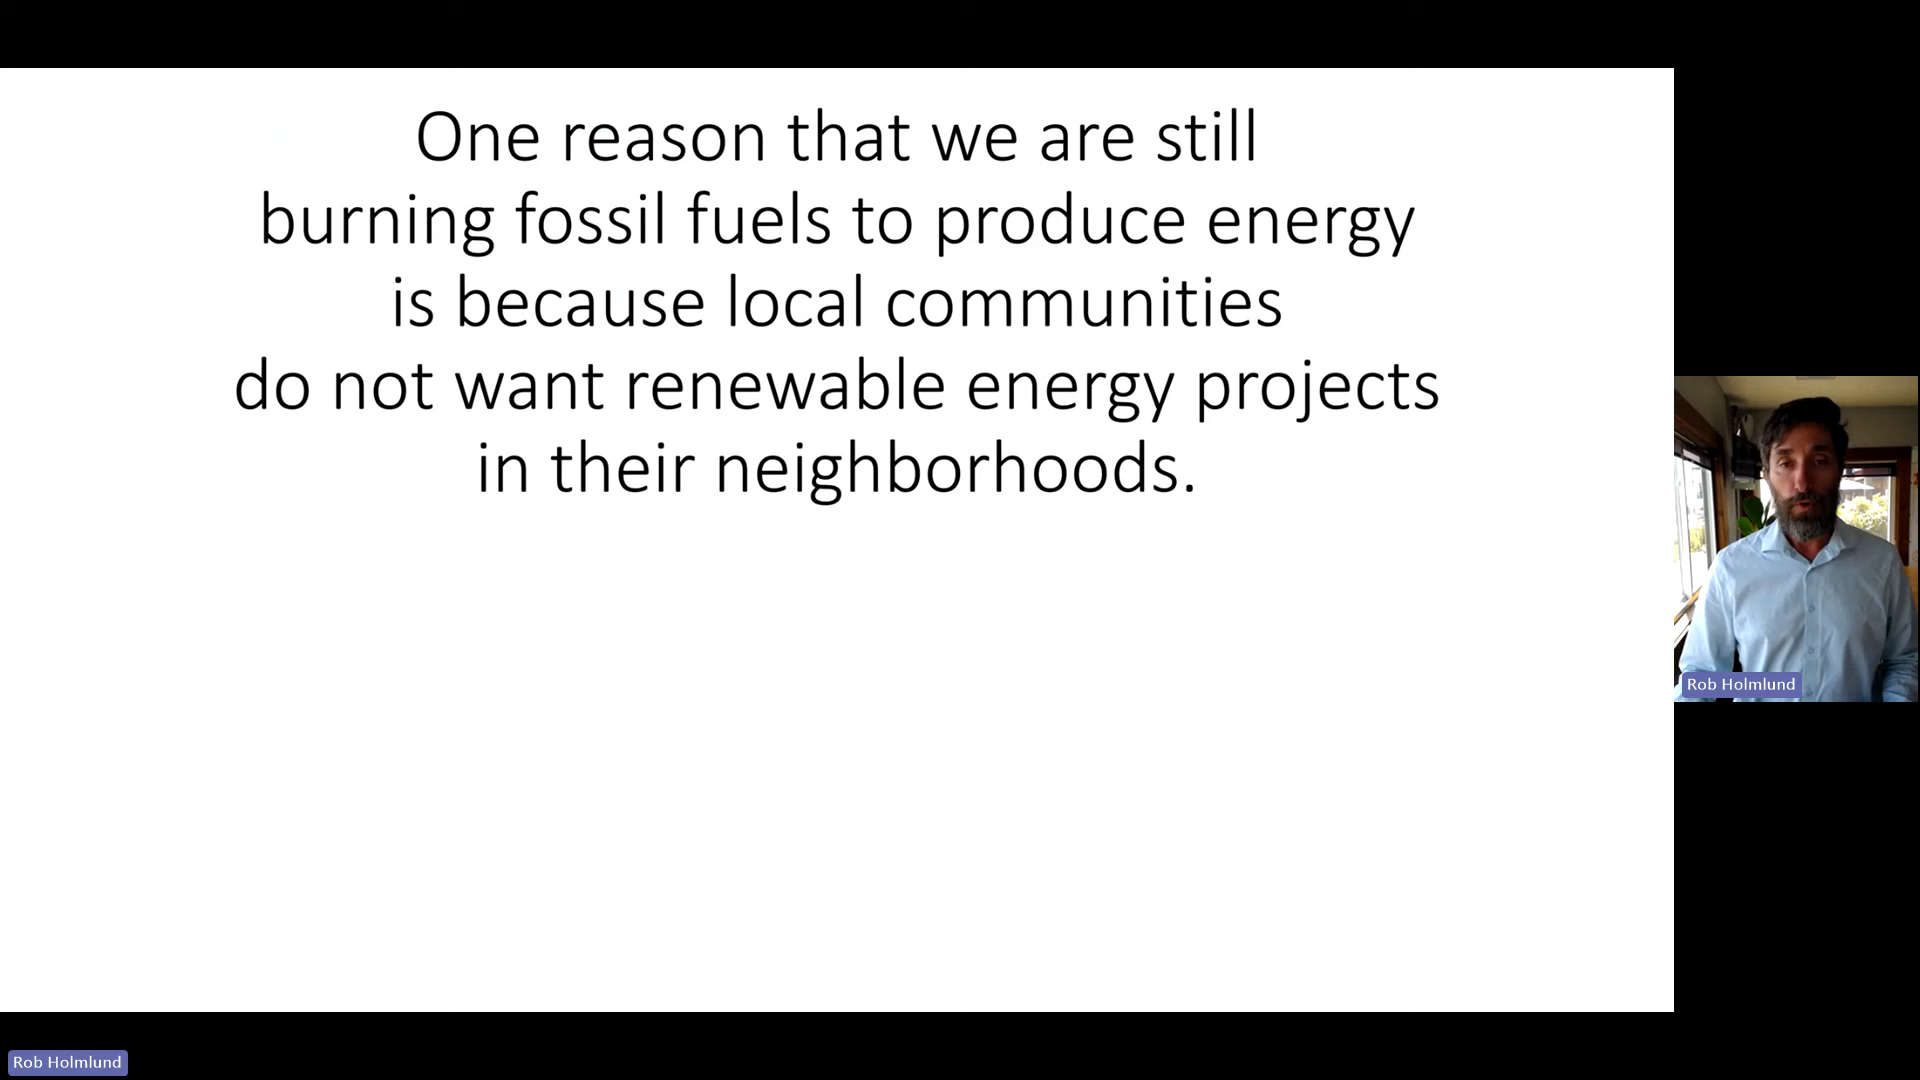 One reason that we are still
burning fossil fuels to produce energy
is because local communities
do not want renewable energy projects
in their neighborhoods.
Rob Holmlund
Rob Holmlund